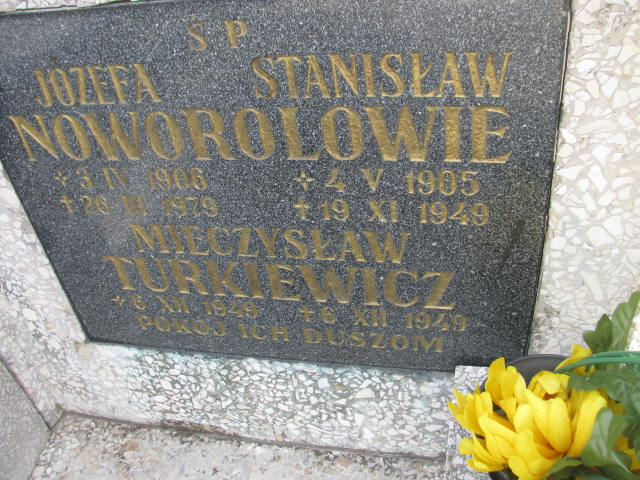 Ś P
JÓZEFA STANISŁAW
NOWOROLOWIE
3 IV 1906 4 V 1905
† 26 III 1979 † 19 XI 1949
MIECZYSŁAW
TURKIEWICZ
6 XII 1949 † 6 XII 1949
POKÓJ ICH DUSZOM